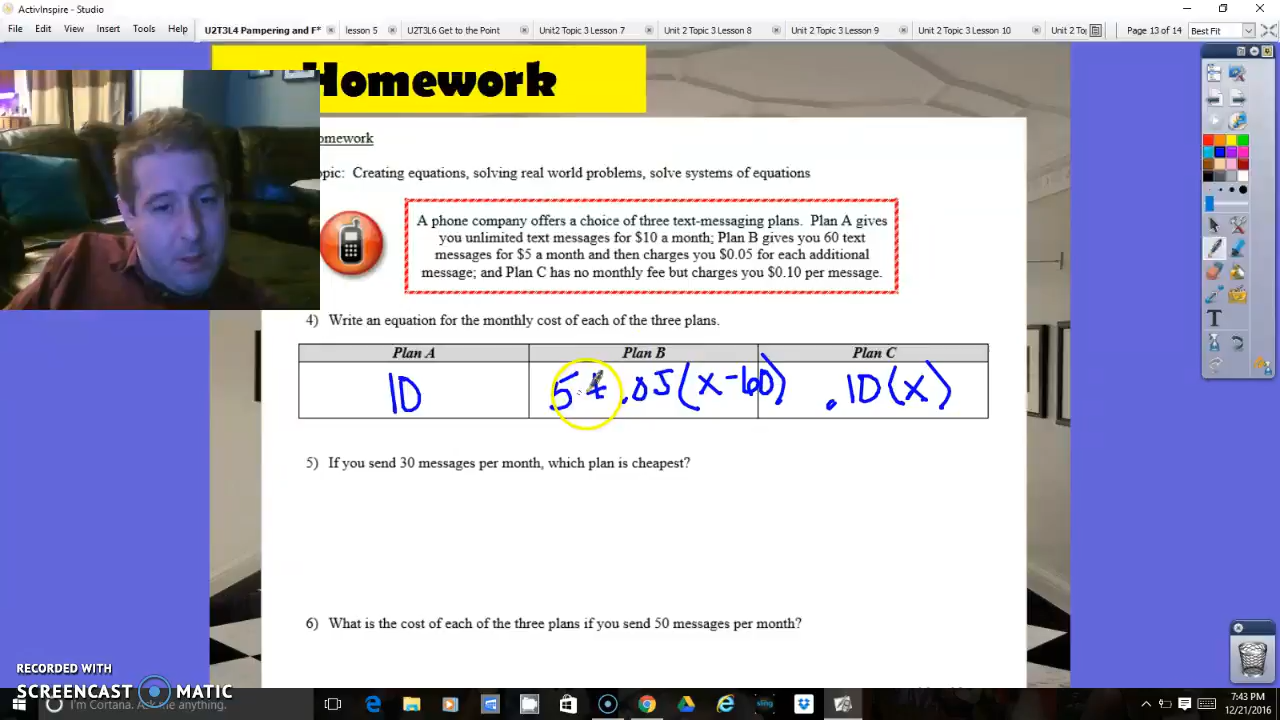 ActivInspire - Studio
File Edit View Insert Tools Help
U2T3L4 Pampering and F* lesson 5 U2T3L6 Get to the Point Unit2 Topic 3 Lesson 7 Unit 2 Topic 3 Lesson 8 Unit 2 Topic 3 Lesson 9 Unit 2 Topic 3 Lesson 10 Unit 2 To Page 13 of 14 Best Fit
Homework
omework
opic: Creating equations, solving real world problems, solve systems of equations
A phone company offers a choice of three text-messaging plans. Plan A gives
you unlimited text messages for $10 a month; Plan B gives you 60 text
messages for $5 a month and then charges you $0.05 for each additional
message; and Plan C has no monthly fee but charges you $0.10 per message.
4) Write an equation for the monthly cost of each of the three plans.
Plan A Plan B Plan C
10 .5+ .05(x-60) .10(x)
5) If you send 30 messages per month, which plan is cheapest?
6) What is the cost of each of the three plans if you send 50 messages per month?
RECORDED WITH
SCREENCAST MATIC
I'm Cortana. Ask me anything.
7:43 PM
12/21/2016